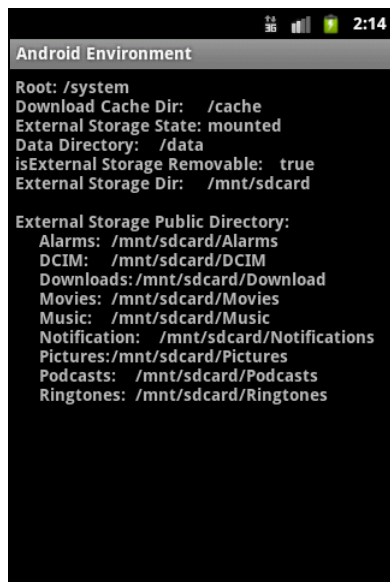 3G 2:14
Android Environment
Root: /system
Download Cache Dir: /cache
External Storage State: mounted
Data Directory: /data
isExternal Storage Removable: true
External Storage Dir: /mnt/sdcard
External Storage Public Directory:
Alarms: /mnt/sdcard/Alarms
DCIM: /mnt/sdcard/DCIM
Downloads:/mnt/sdcard/Download
Movies: /mnt/sdcard/Movies
Music: /mnt/sdcard/Music
Notification: /mnt/sdcard/Notifications
Pictures:/mnt/sdcard/Pictures
Podcasts: /mnt/sdcard/Podcasts
Ringtones: /mnt/sdcard/Ringtones